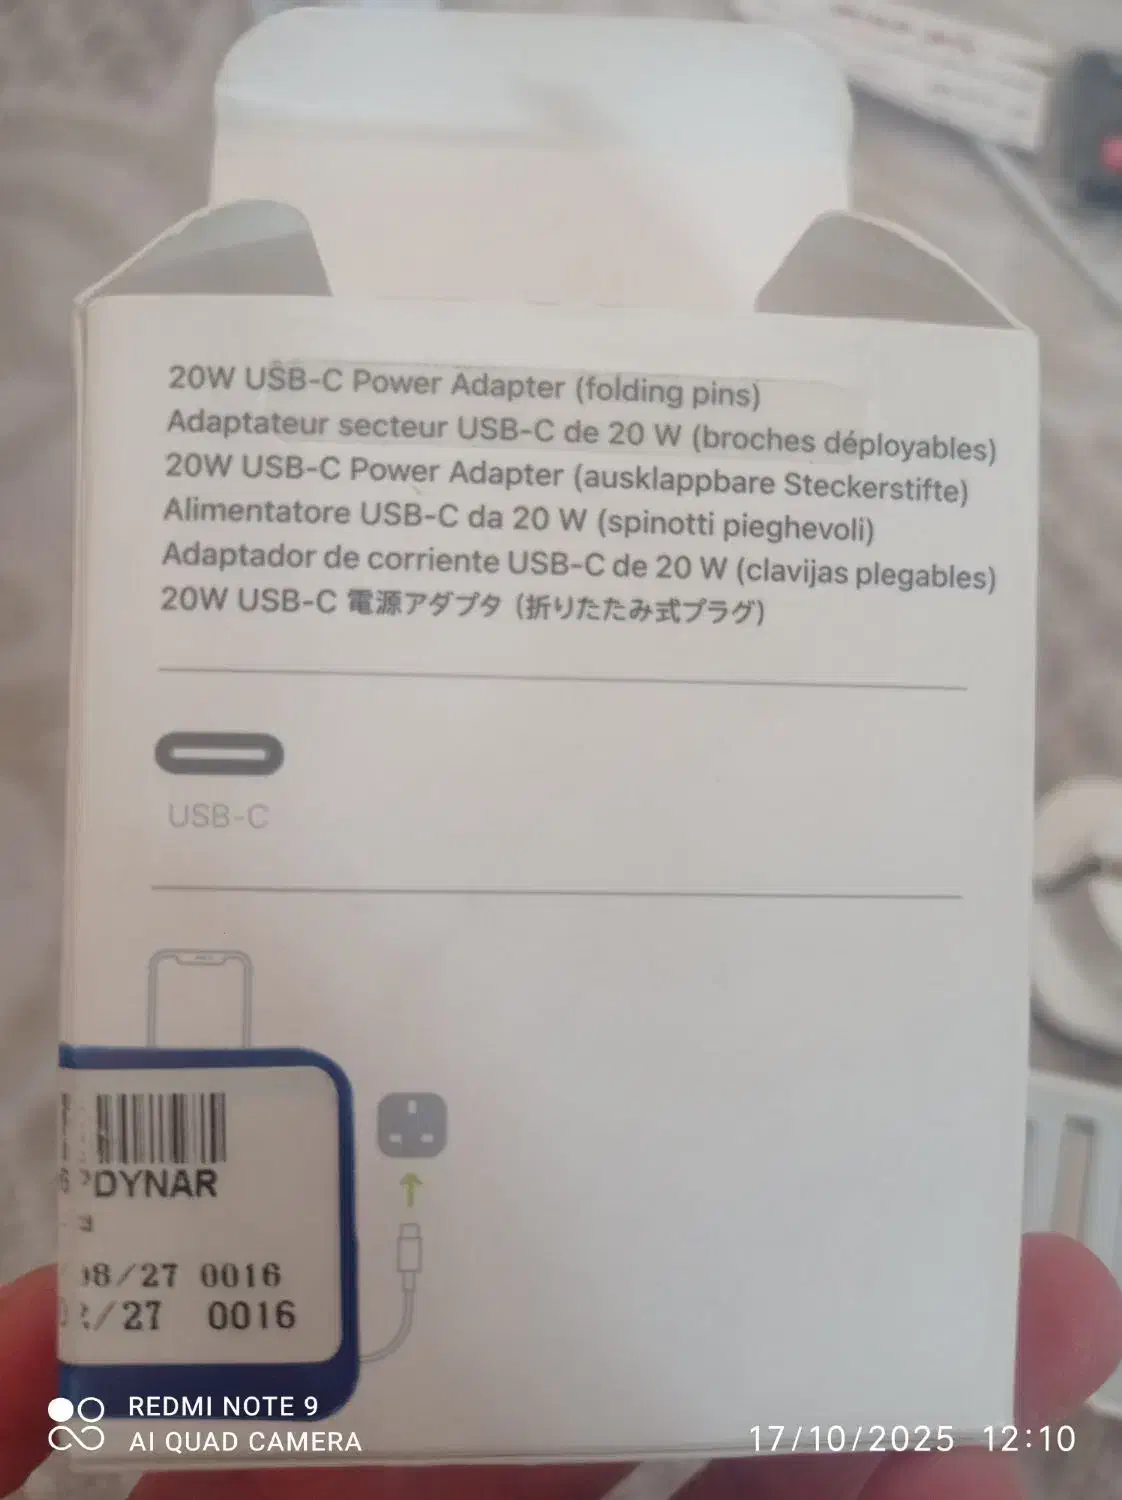 20W USB-C Power Adapter (folding pins)
Adaptateur secteur USB-C de 20 W (broches déployables)
20W USB-C Power Adapter (ausklappbare Steckerstifte)
Alimentatore USB-C da 20 W (spinotti pieghevoli)
Adaptador de corriente USB-C de 20 W (clavijas plegables)
20W USB-C 電源アダプタ (折りたたみ式プラグ)
USB-C
PDYNAR
/27 0016
/27 0016
REDMI NOTE 9
AI QUAD CAMERA
17/10/2025 12:10